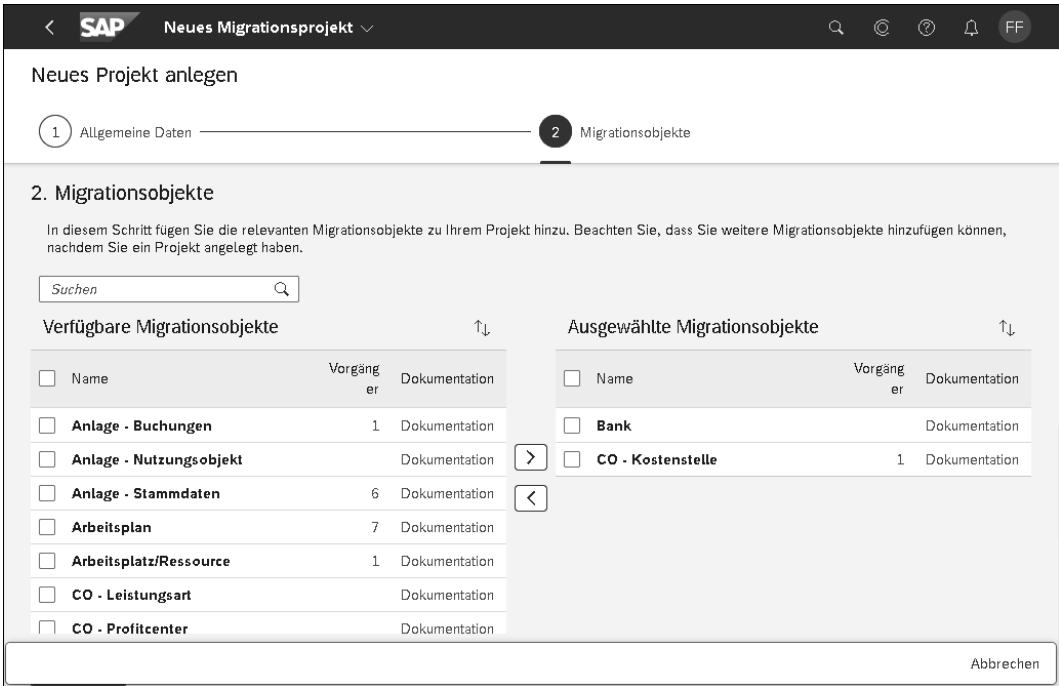 SAP Neues Migrationsprojekt FF
Neues Projekt anlegen
1 Allgemeine Daten 2 Migrationsobjekte
2. Migrationsobjekte
In diesem Schritt fügen Sie die relevanten Migrationsobjekte zu Ihrem Projekt hinzu. Beachten Sie, dass Sie weitere Migrationsobjekte hinzufügen können,
nachdem Sie ein Projekt angelegt haben.
Suchen
Verfügbare Migrationsobjekte
Name Vorgäng
er Dokumentation
Anlage - Buchungen 1 Dokumentation
Anlage - Nutzungsobjekt Dokumentation
Anlage - Stammdaten 6 Dokumentation
Arbeitsplan 7 Dokumentation
Arbeitsplatz/Ressource 1 Dokumentation
CO - Leistungsart Dokumentation
CO - Profitcenter Dokumentation
Ausgewählte Migrationsobjekte
Name Vorgäng
er Dokumentation
Bank Dokumentation
CO - Kostenstelle 1 Dokumentation
Abbrechen